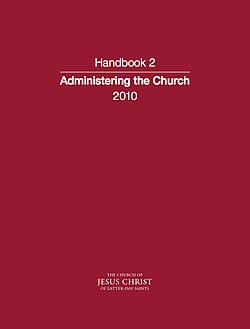 Handbook 2
Administering the Church
2010
THE CHURCH OF
JESUS CHRIST
OF LATTER-DAY SAINTS